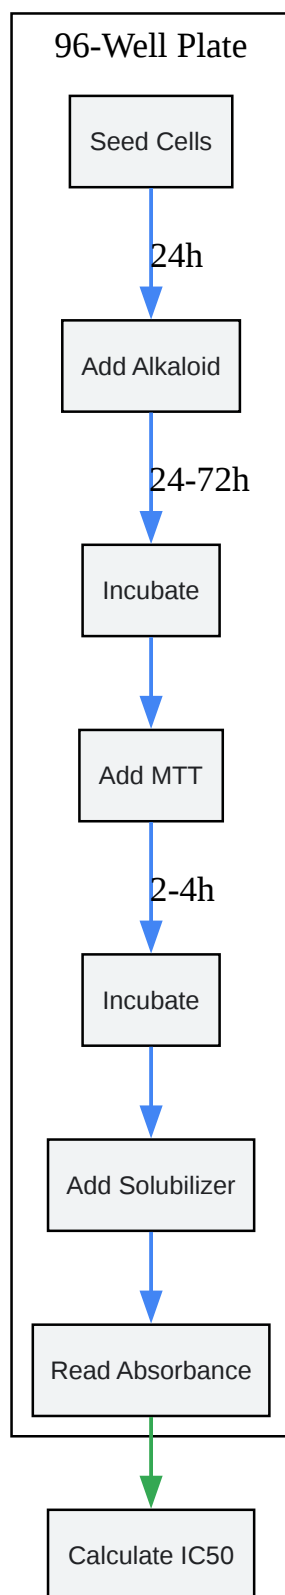 96-Well Plate
Seed Cells
24h
Add Alkaloid
24-72h
Incubate
Add MTT
2-4h
Incubate
Add Solubilizer
Read Absorbance
Calculate IC50